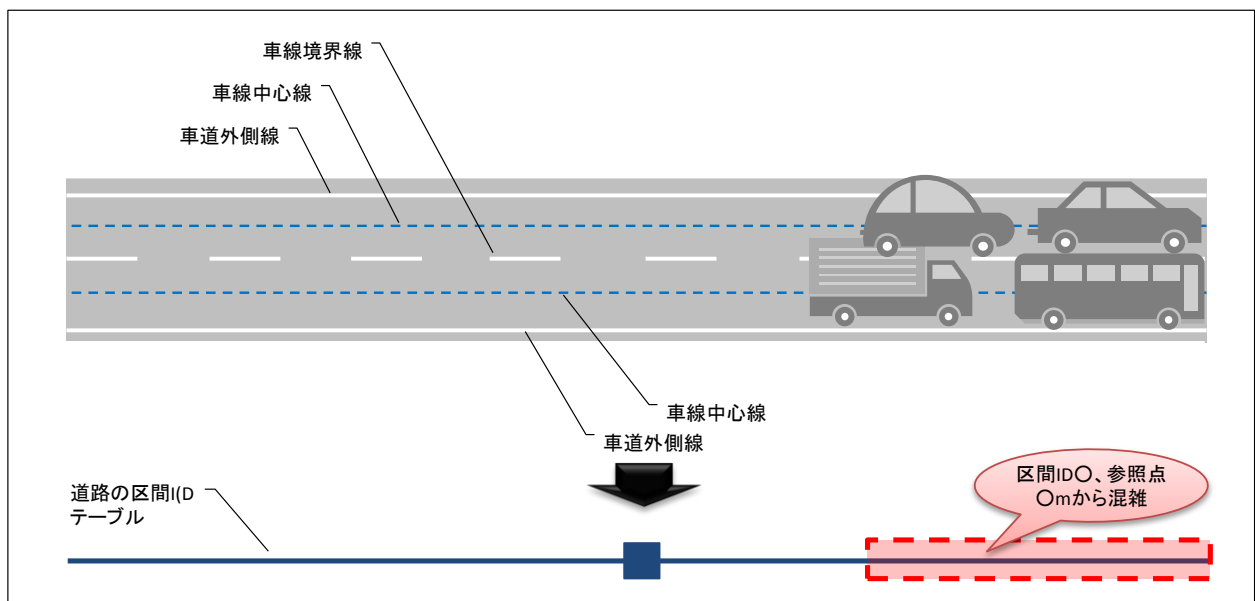 車線境界線
車線中心線
車道外側線
車線中心線
車道外側線
道路の区間I(D
テーブル
区間ID〇、参照点
〇mから混雑